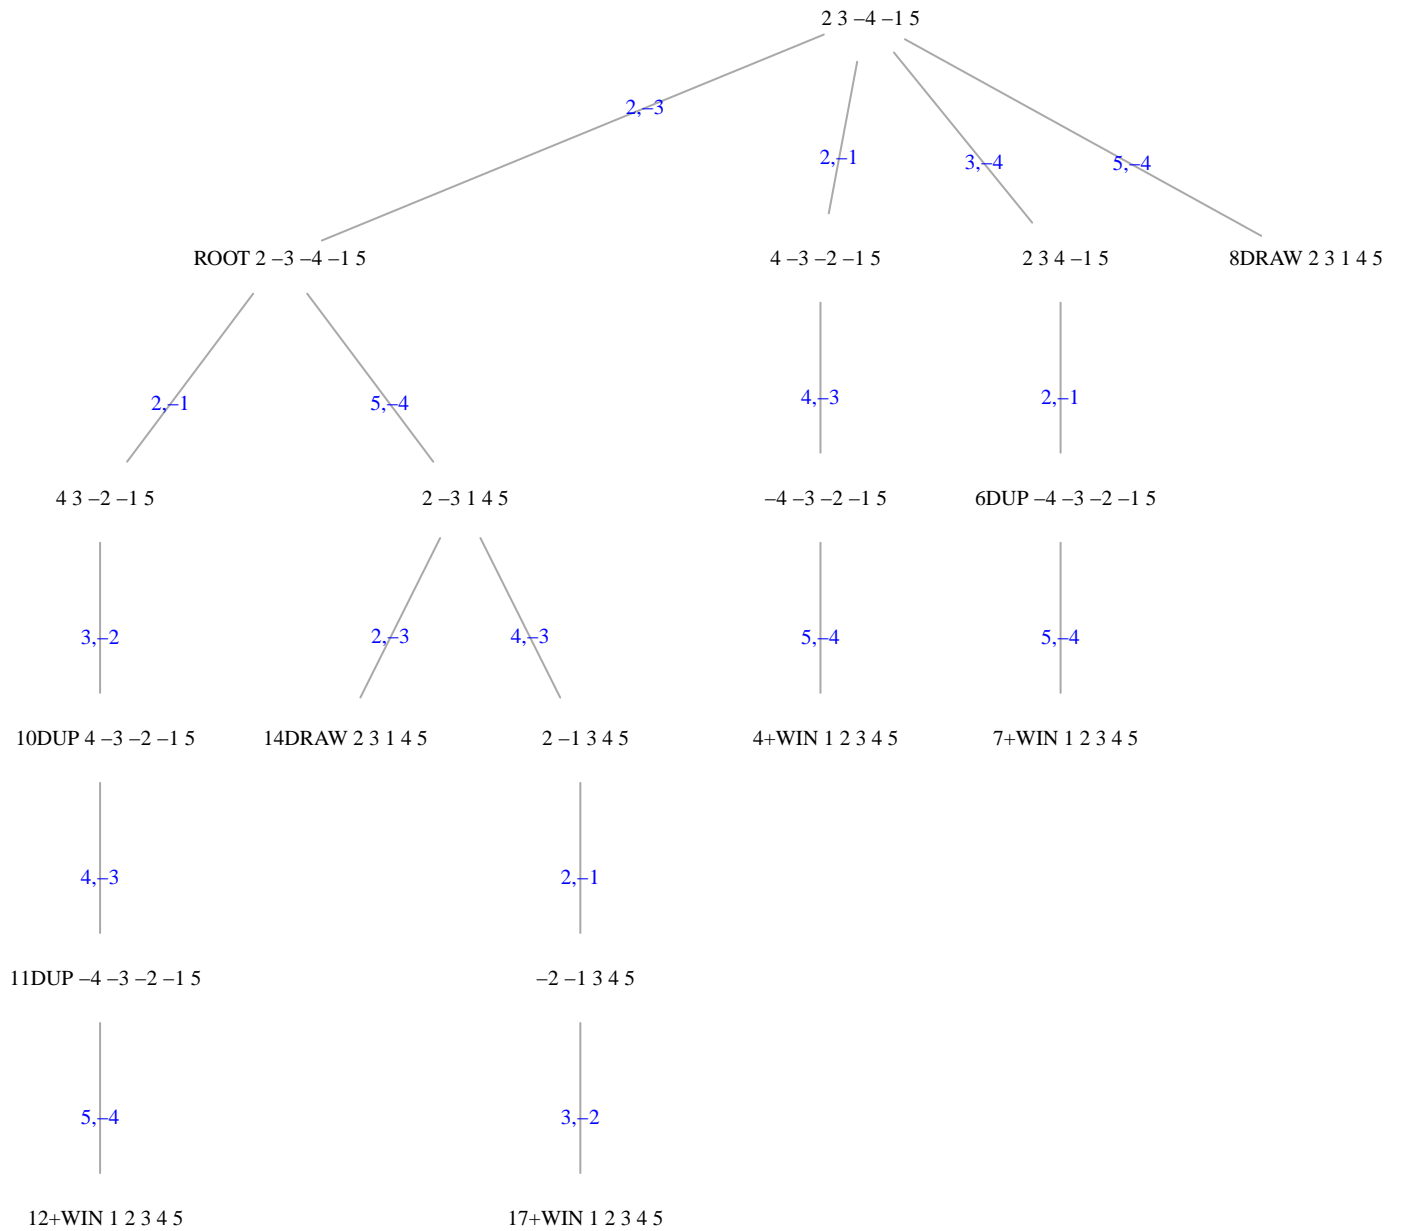 2 3 –4 –1 5
2,–3
2,–1
3,–4
5,–4
ROOT 2 –3 –4 –1 5
4 –3 –2 –1 5
2 3 4 –1 5
8DRAW 2 3 1 4 5
2,–1
5,–4
4,–3
2,–1
4 3 –2 –1 5
2 –3 1 4 5
–4 –3 –2 –1 5
6DUP –4 –3 –2 –1 5
3,–2
2,–3
4,–3
5,–4
5,–4
10DUP 4 –3 –2 –1 5
14DRAW 2 3 1 4 5
2 –1 3 4 5
4+WIN 1 2 3 4 5
7+WIN 1 2 3 4 5
4,–3
2,–1
11DUP –4 –3 –2 –1 5
–2 –1 3 4 5
5,–4
3,–2
12+WIN 1 2 3 4 5
17+WIN 1 2 3 4 5